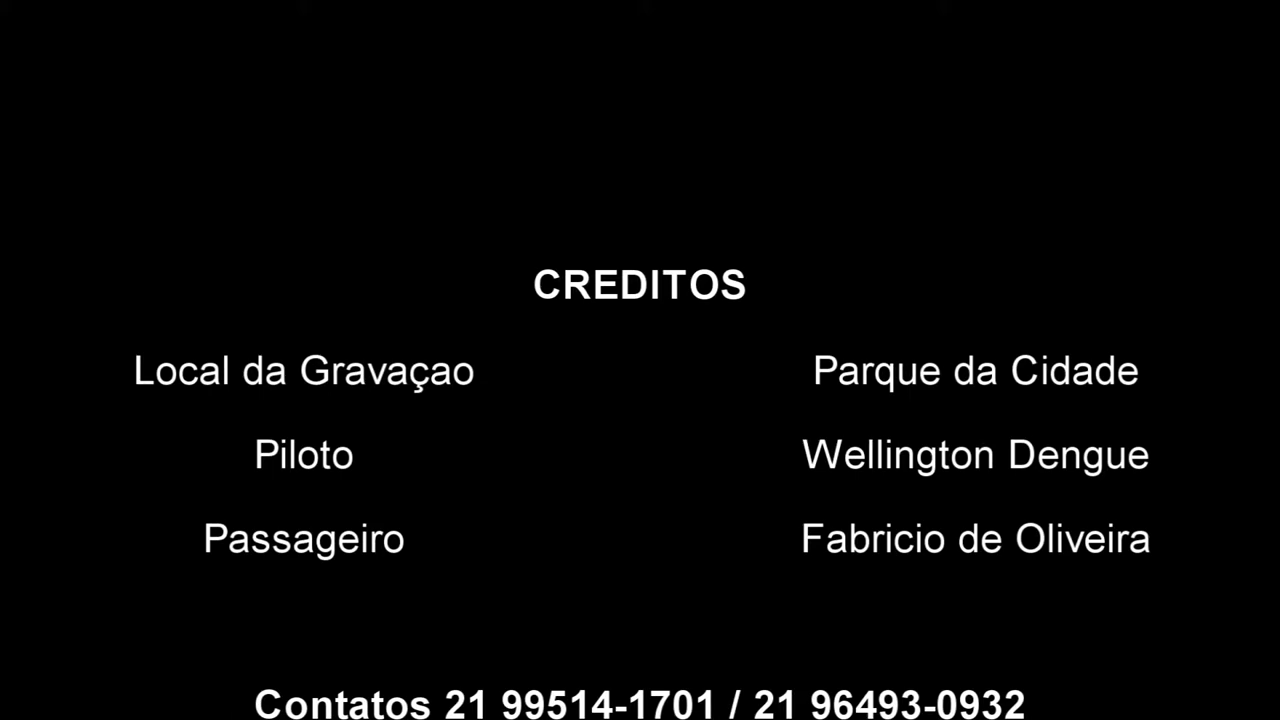 CREDITOS
Local da Gravaçao Parque da Cidade
Piloto Wellington Dengue
Passageiro Fabricio de Oliveira
Contatos 21 99514-1701 / 21 96493-0932